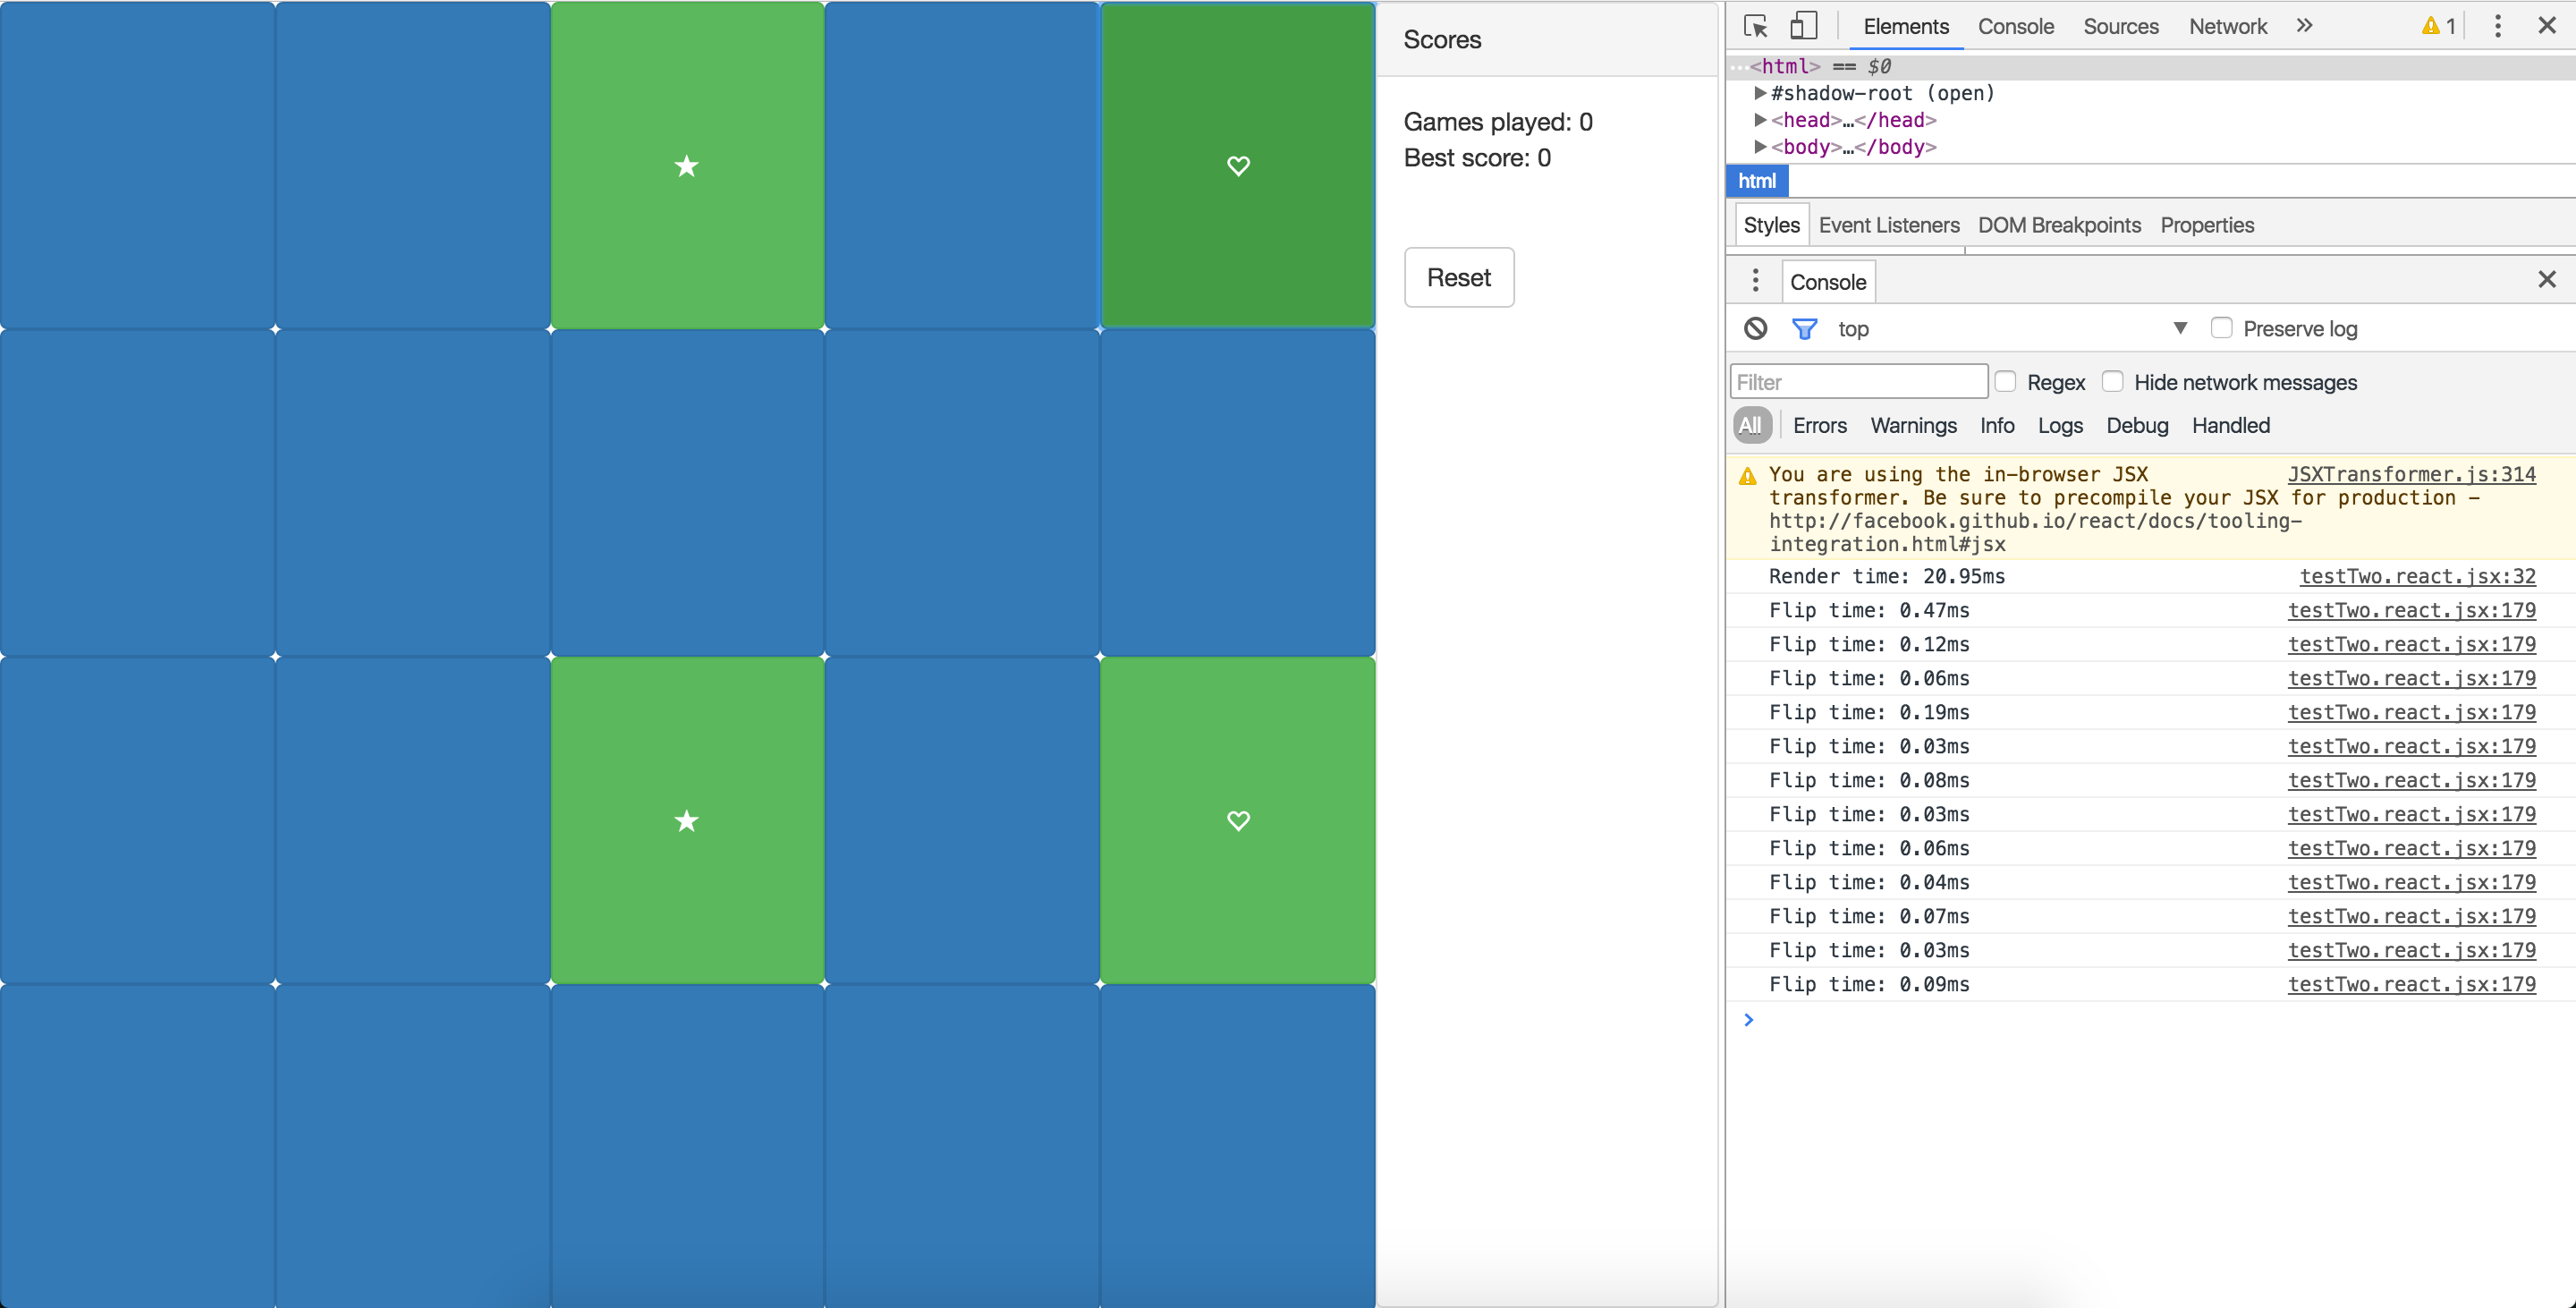 Scores
Games played: 0
Best score: 0
Reset
Elements Console Sources Network » 1
…<html> == $0
#shadow-root (open)
<head>…</head>
<body>…</body>
html
Styles Event Listeners DOM Breakpoints Properties
Console
top Preserve log
Filter Regex Hide network messages
All Errors Warnings Info Logs Debug Handled
You are using the in-browser JSX JSXTransformer.js:314
transformer. Be sure to precompile your JSX for production –
http://facebook.github.io/react/docs/tooling-
integration.html#jsx
Render time: 20.95ms testTwo.react.jsx:32
Flip time: 0.47ms testTwo.react.jsx:179
Flip time: 0.12ms testTwo.react.jsx:179
Flip time: 0.06ms testTwo.react.jsx:179
Flip time: 0.19ms testTwo.react.jsx:179
Flip time: 0.03ms testTwo.react.jsx:179
Flip time: 0.08ms testTwo.react.jsx:179
Flip time: 0.03ms testTwo.react.jsx:179
Flip time: 0.06ms testTwo.react.jsx:179
Flip time: 0.04ms testTwo.react.jsx:179
Flip time: 0.07ms testTwo.react.jsx:179
Flip time: 0.03ms testTwo.react.jsx:179
Flip time: 0.09ms testTwo.react.jsx:179